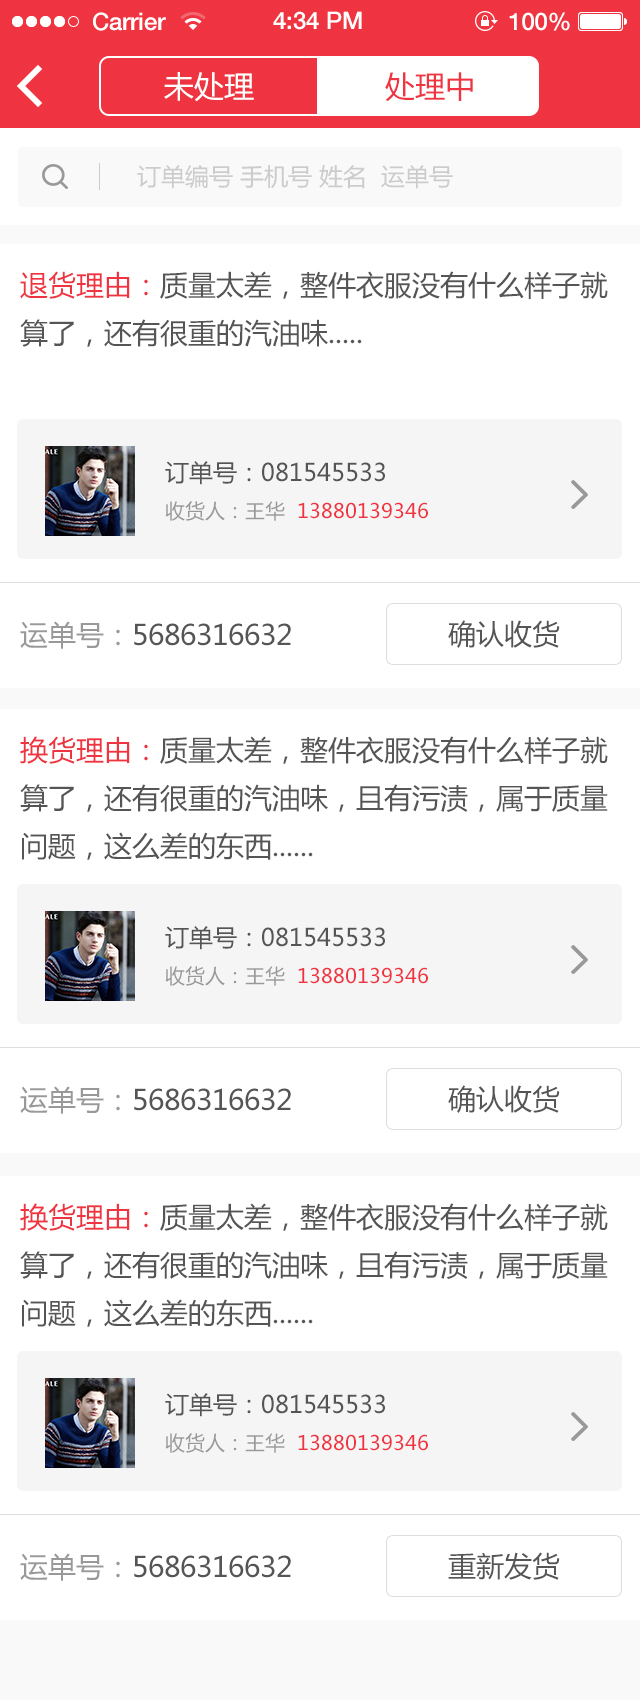 Carrier 4:34 PM 100%
未处理 处理中
订单编号 手机号 姓名 运单号
退货理由：质量太差，整件衣服没有什么样子就
算了，还有很重的汽油味.....
ALE
订单号：081545533
收货人：王华 13880139346
运单号：5686316632 确认收货
换货理由：质量太差，整件衣服没有什么样子就
算了，还有很重的汽油味，且有污渍，属于质量
问题，这么差的东西......
ALE
订单号：081545533
收货人：王华 13880139346
运单号：5686316632 确认收货
换货理由：质量太差，整件衣服没有什么样子就
算了，还有很重的汽油味，且有污渍，属于质量
问题，这么差的东西......
ALE
订单号：081545533
收货人：王华 13880139346
运单号：5686316632 重新发货